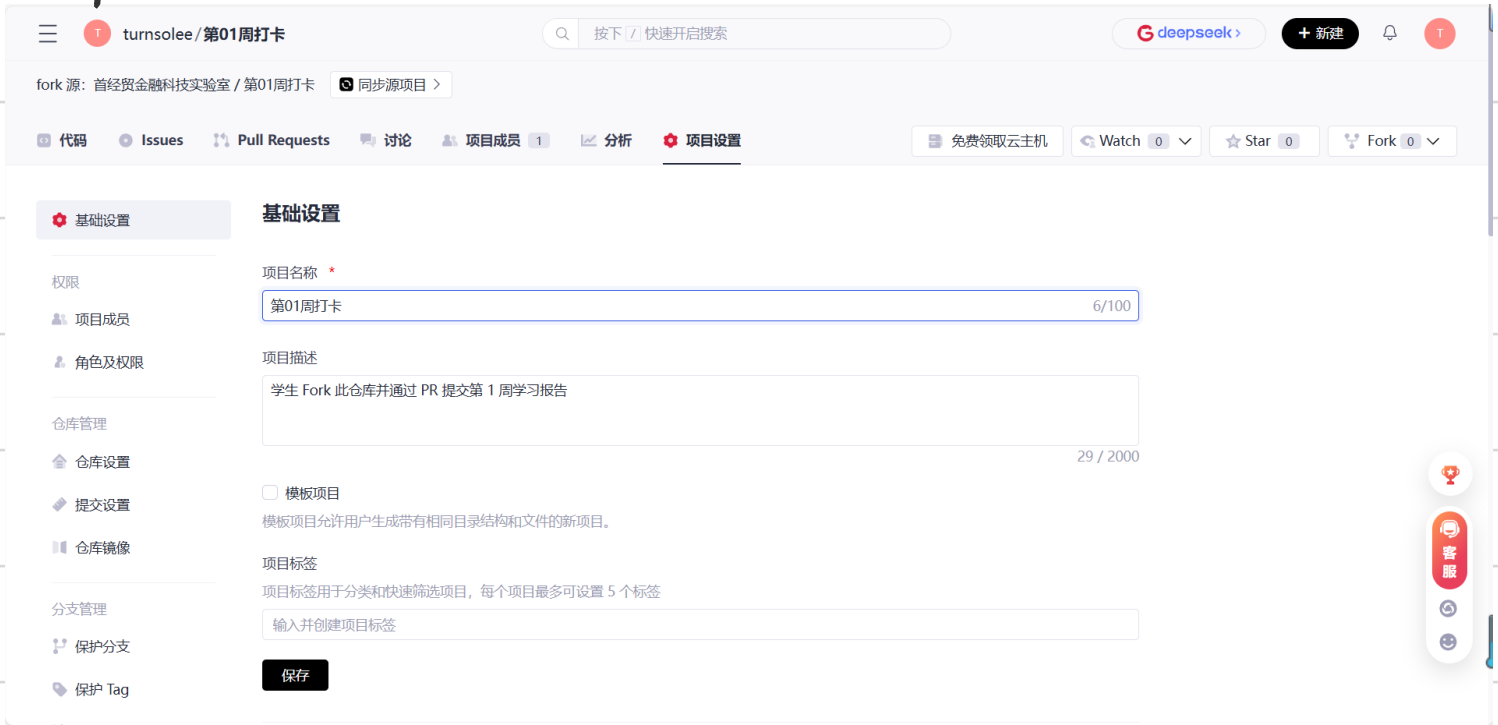 T turnsolee/第01周打卡 按下 / 快速开启搜索 deepseek + 新建 T
fork 源：首经贸金融科技实验室 / 第01周打卡 同步源项目
代码 Issues Pull Requests 讨论 项目成员 1 分析 项目设置 免费领取云主机 Watch 0 Star 0 Fork 0
基础设置
权限
项目成员
角色及权限
仓库管理
仓库设置
提交设置
仓库镜像
分支管理
保护分支
保护 Tag
基础设置
项目名称 *
第01周打卡 6/100
项目描述
学生 Fork 此仓库并通过 PR 提交第 1 周学习报告
29 / 2000
模板项目
模板项目允许用户生成带有相同目录结构和文件的新项目。
项目标签
项目标签用于分类和快速筛选项目，每个项目最多可设置 5 个标签
输入并创建项目标签
保存
客
服